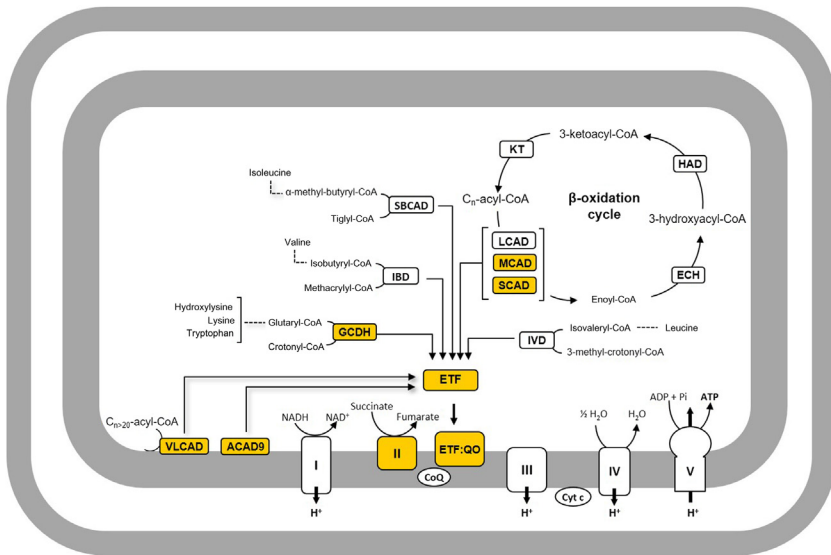 3-ketoacyl-CoA
KT
HAD
Isoleucine
α-methyl-butyryl-CoA
SBCAD
Tiglyl-CoA
Cn-acyl-CoA
β-oxidation
cycle
3-hydroxyacyl-CoA
LCAD
MCAD
SCAD
Valine
Isobutyryl-CoA
IBD
Methacrylyl-CoA
ECH
Enoyl-CoA
Hydroxylysine
Lysine
Tryptophan
Glutaryl-CoA
GCDH
Crotonyl-CoA
Isovaleryl-CoA
Leucine
IVD
3-methyl-crotonyl-CoA
ETF
Cn>20-acyl-CoA
VLCAD
ACAD9
NADH
NAD+
Succinate
Fumarate
½ H2O
H2O
ADP + Pi
ATP
I
II
ETF:QO
CoQ
III
Cyt c
IV
V
H+
H+
H+
H+